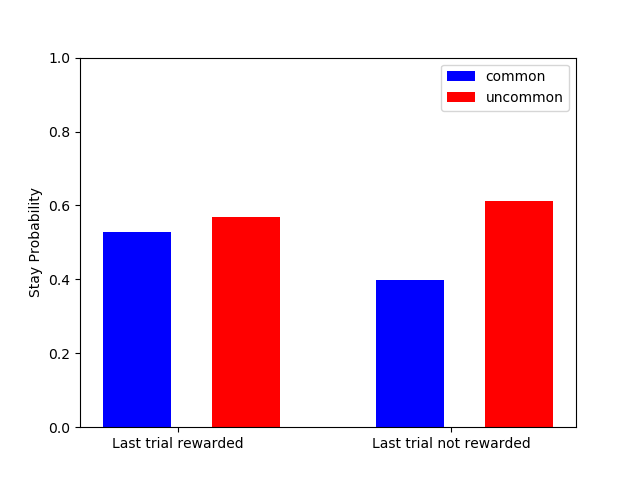 1.0
0.8
0.6
0.4
0.2
0.0
Stay Probability
common
uncommon
Last trial rewarded
Last trial not rewarded